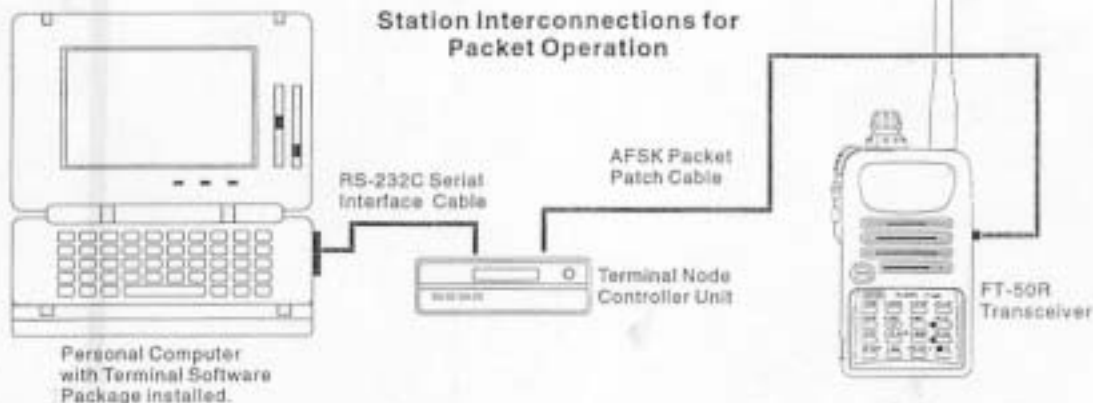 Station Interconnections for
Packet Operation
AFSK Packet
Patch Cable
RS-232C Serial
Interface Cable
Terminal Node
Controller Unit
FT-50R
Transceiver
Personal Computer
with Terminal Software
Package installed.